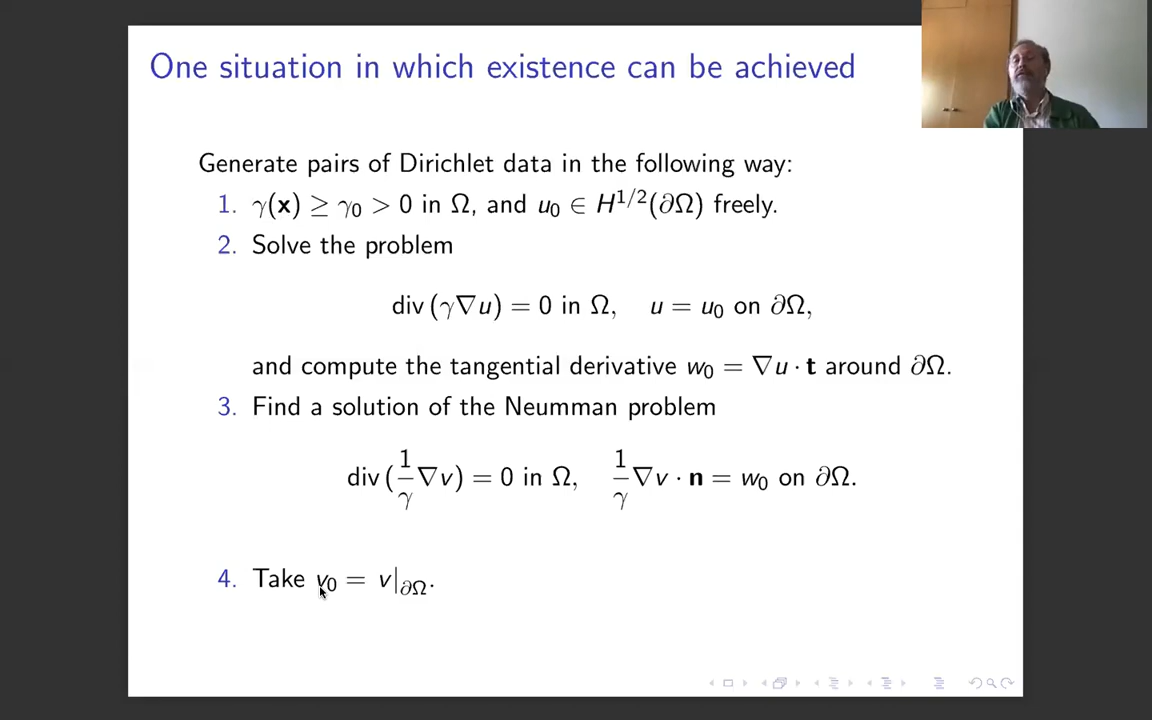 One situation in which existence can be achieved
Generate pairs of Dirichlet data in the following way:
1. γ(x) ≥ γ₀ > 0 in Ω, and u₀ ∈ H^{1/2}(∂Ω) freely.
2. Solve the problem
div (γ∇u) = 0 in Ω, u = u₀ on ∂Ω,
and compute the tangential derivative w₀ = ∇u · t around ∂Ω.
3. Find a solution of the Neumman problem
div (1/γ ∇v) = 0 in Ω, 1/γ ∇v · n = w₀ on ∂Ω.
4. Take v₀ = v|∂Ω.